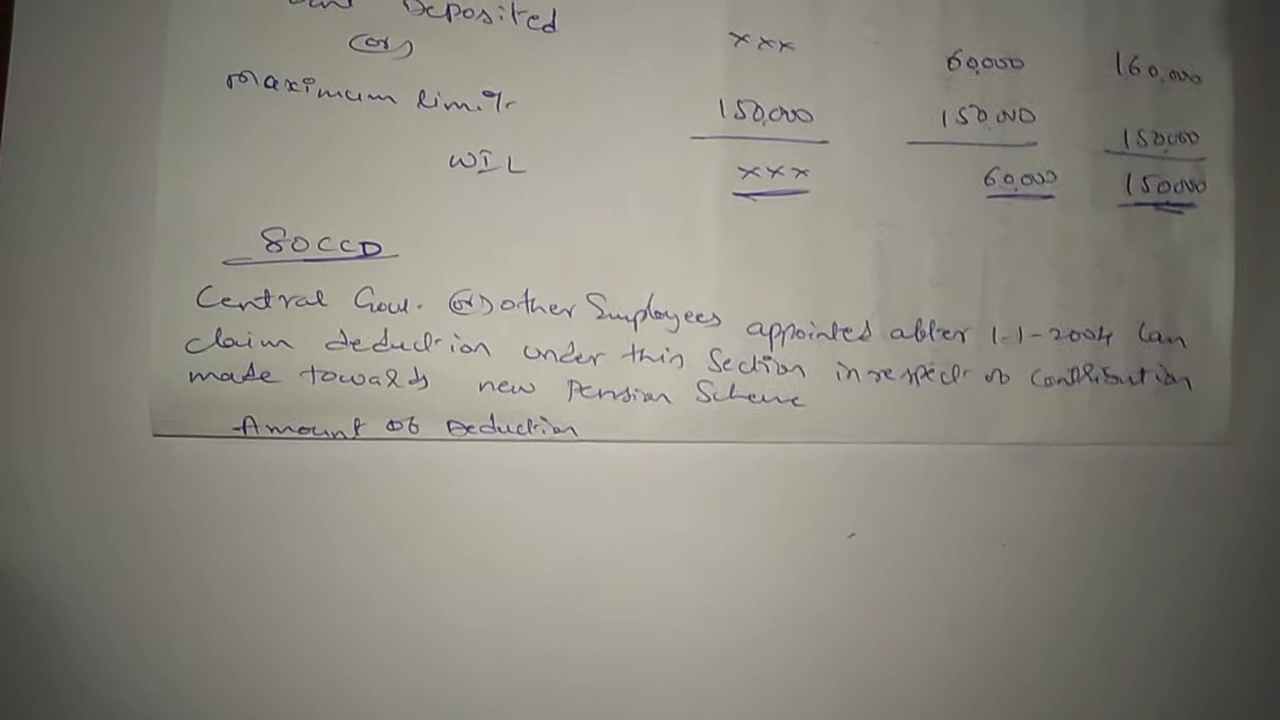 Deposited
(or) xxx 60,000 160,000
Maximum limit 150,000 150,000 150,000
WIL xxx 60,000 150,000
80CCD
Central Govt. (or) other Employees appointed after 1-1-2004 Can
claim deduction under this Section in respect of contribution
made towards new Pension Scheme
Amount of Deduction